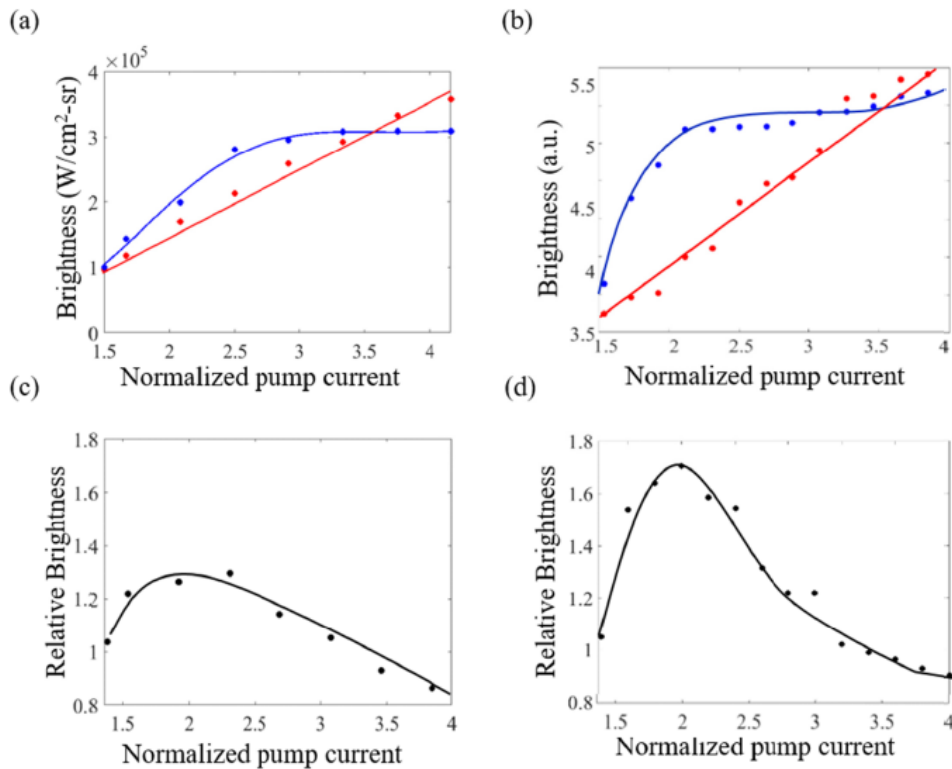 (a)
×10⁵
Brightness (W/cm²-sr)
4
3
2
1
0
1.5 2 2.5 3 3.5 4
Normalized pump current
(b)
Brightness (a.u.)
5.5
5
4.5
4
3.5
1.5 2 2.5 3 3.5 4
Normalized pump current
(c)
Relative Brightness
1.8
1.6
1.4
1.2
1
0.8
1.5 2 2.5 3 3.5 4
Normalized pump current
(d)
Relative Brightness
1.8
1.6
1.4
1.2
1
0.8
1.5 2 2.5 3 3.5 4
Normalized pump current